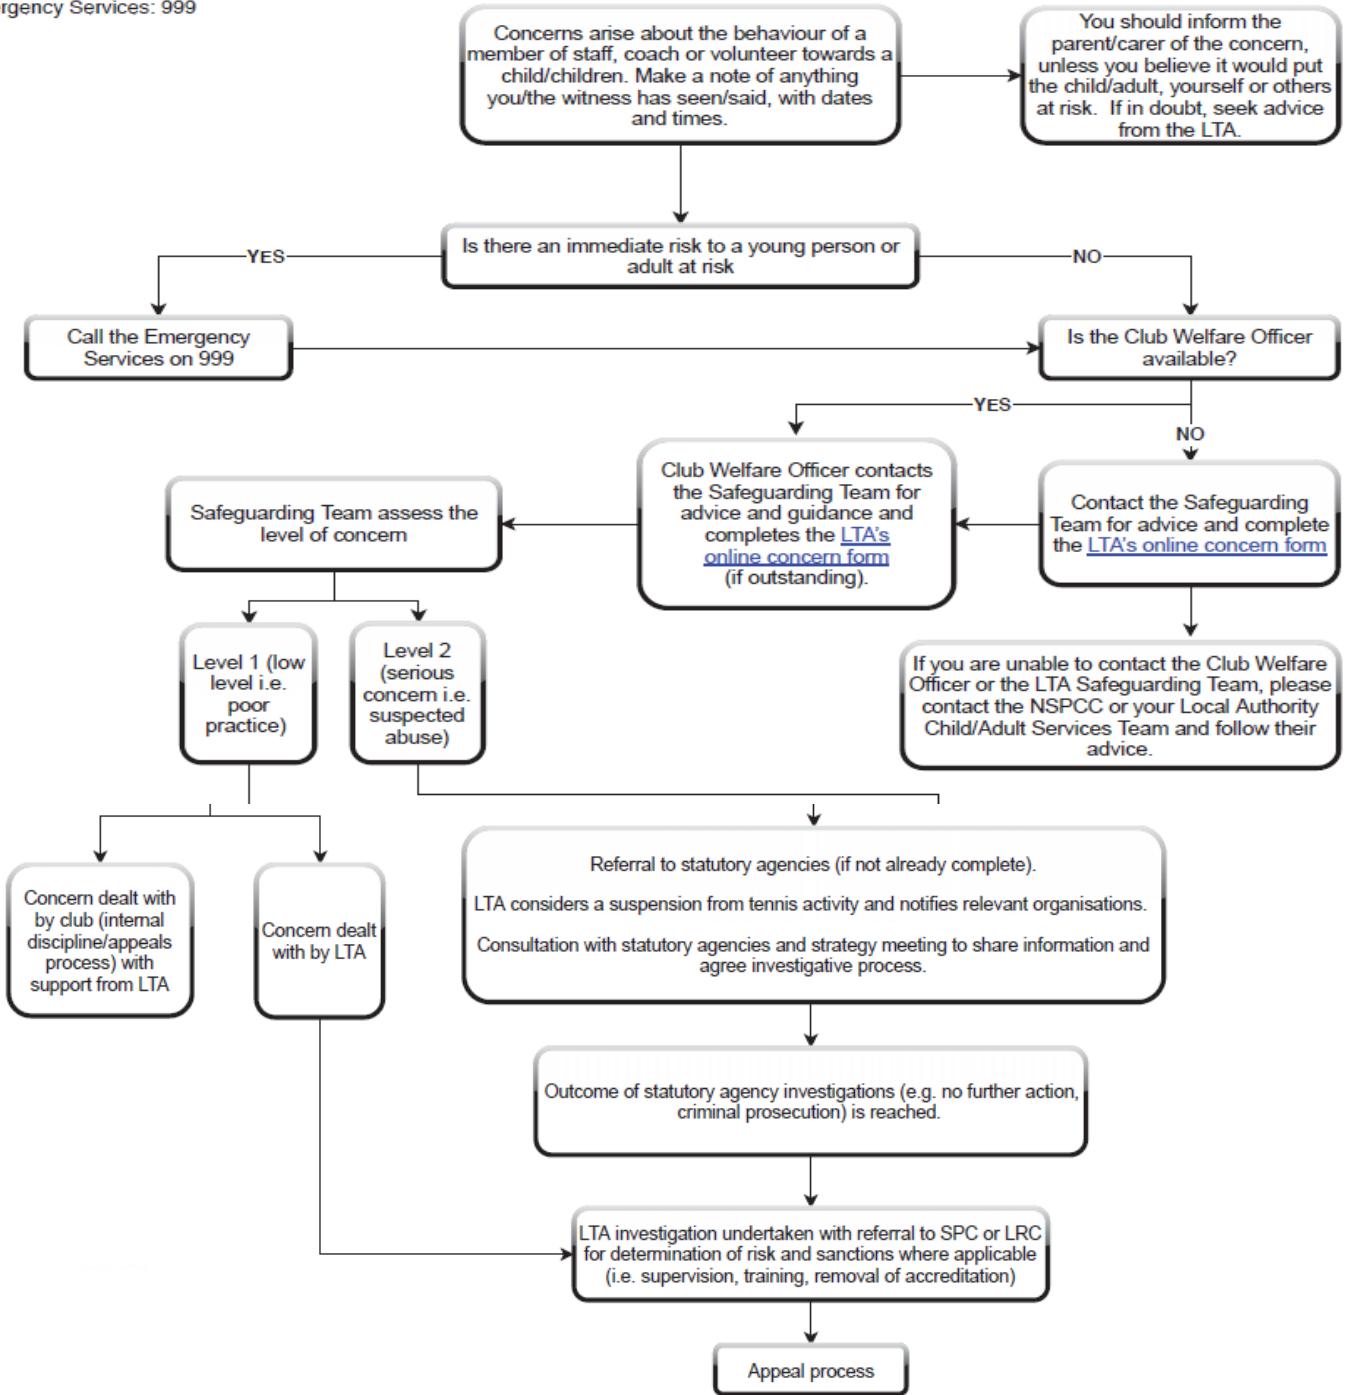 rgency Services: 999
Concerns arise about the behaviour of a
member of staff, coach or volunteer towards a
child/children. Make a note of anything
you/the witness has seen/said, with dates
and times.
You should inform the
parent/carer of the concern,
unless you believe it would put
the child/adult, yourself or others
at risk. If in doubt, seek advice
from the LTA.
Is there an immediate risk to a young person or
adult at risk
YES
NO
Call the Emergency
Services on 999
Is the Club Welfare Officer
available?
YES
NO
Club Welfare Officer contacts
the Safeguarding Team for
advice and guidance and
completes the LTA's
online concern form
(if outstanding).
Contact the Safeguarding
Team for advice and complete
the LTA's online concern form
Safeguarding Team assess the
level of concern
Level 1 (low
level i.e.
poor
practice)
Level 2
(serious
concern i.e.
suspected
abuse)
If you are unable to contact the Club Welfare
Officer or the LTA Safeguarding Team, please
contact the NSPCC or your Local Authority
Child/Adult Services Team and follow their
advice.
Concern dealt with
by club (internal
discipline/appeals
process) with
support from LTA
Concern dealt
with by LTA
Referral to statutory agencies (if not already complete).
LTA considers a suspension from tennis activity and notifies relevant organisations.
Consultation with statutory agencies and strategy meeting to share information and
agree investigative process.
Outcome of statutory agency investigations (e.g. no further action,
criminal prosecution) is reached.
LTA investigation undertaken with referral to SPC or LRC
for determination of risk and sanctions where applicable
(i.e. supervision, training, removal of accreditation)
Appeal process